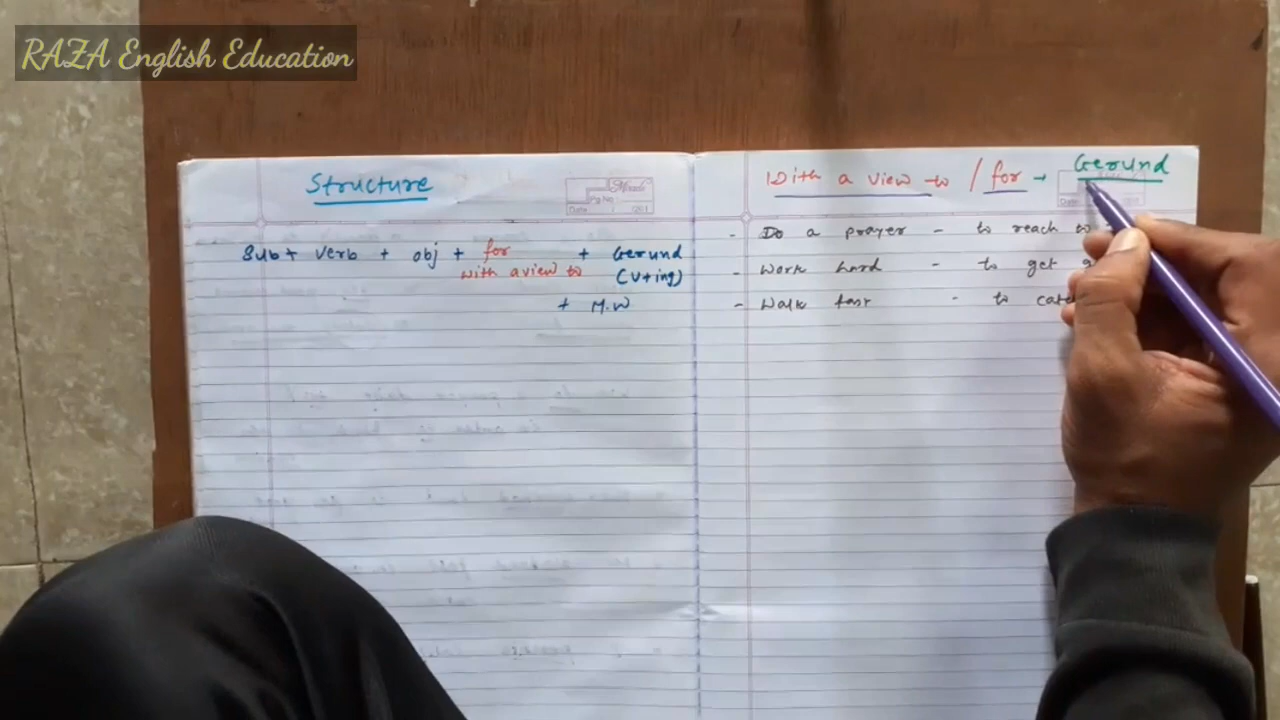 RAZA English Education
Structure
Sub + verb + obj + for + Gerund
with a view to (V+ing)
+ M.W
With a view to / for + Gerund
- Do a prayer - to reach to
- Work hard - to get
- Walk fast - to